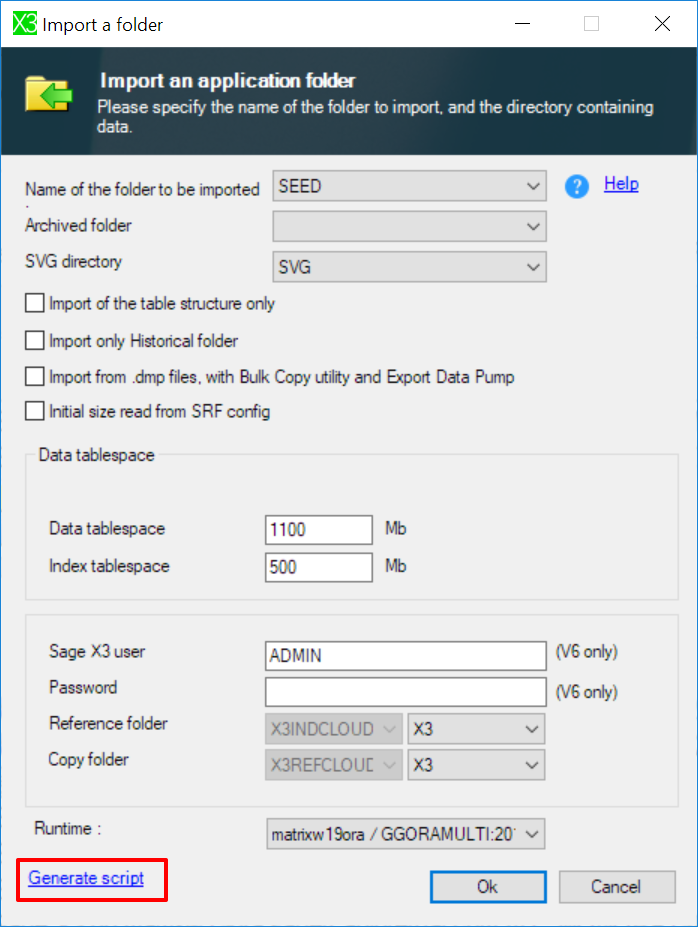 X3 Import a folder
Import an application folder
Please specify the name of the folder to import, and the directory containing
data.
Name of the folder to be imported SEED ? Help
:
Archived folder
SVG directory SVG
Import of the table structure only
Import only Historical folder
Import from .dmp files, with Bulk Copy utility and Export Data Pump
Initial size read from SRF config
Data tablespace
Data tablespace 1100 Mb
Index tablespace 500 Mb
Sage X3 user ADMIN (V6 only)
Password (V6 only)
Reference folder X3INDCLOUD X3
Copy folder X3REFCLOUD X3
Runtime : matrixw19ora / GGORAMULTI:20
Generate script Ok Cancel